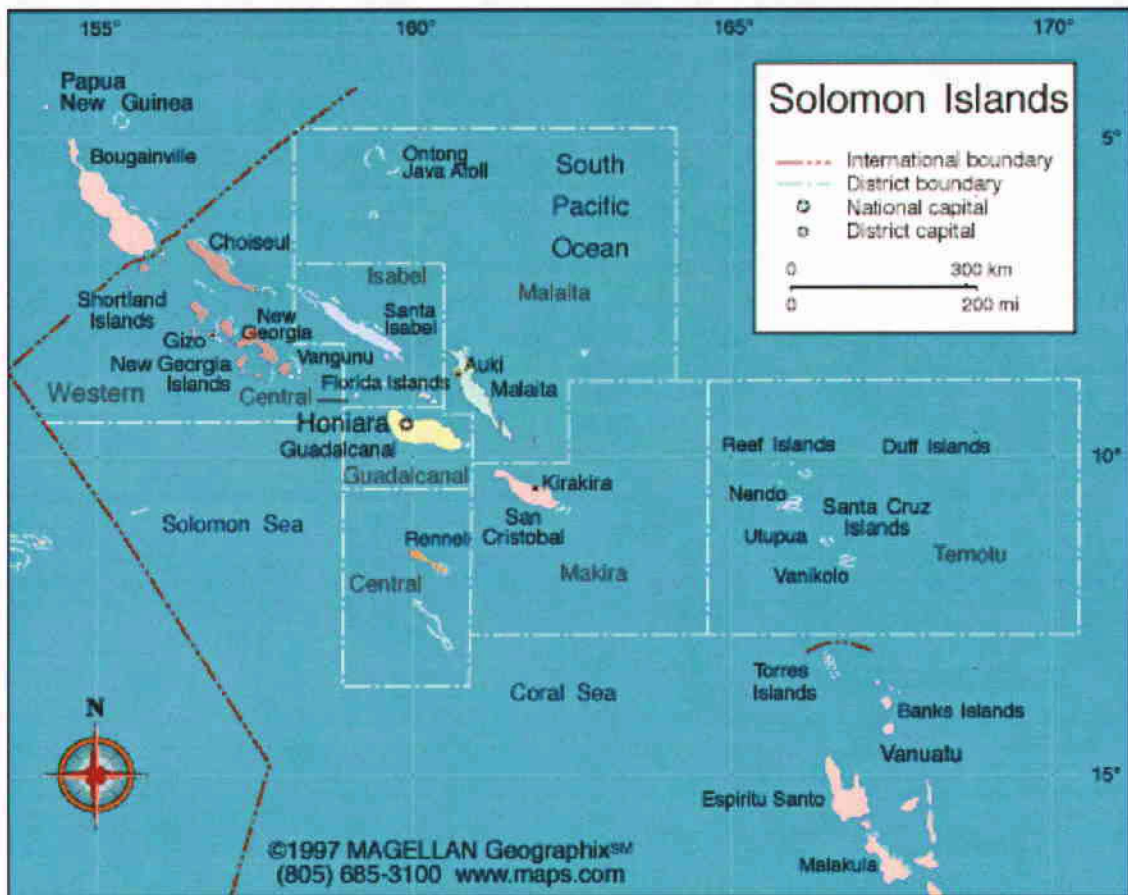 155°
160°
165°
170°
Papua
New Guinea
Bougainville
Ontong
Java Atoll
South
Pacific
Ocean
Solomon Islands
International boundary
District boundary
National capital
District capital
0
300 km
0
200 mi
5°
Choiseul
Isabel
Malaita
Shortland
Islands
New
Georgia
Santa
Isabel
Gizo
New Georgia
Islands
Vangunu
Auki
Malaita
Florida Islands
Western
Central
Honiara
Guadalcanal
Guadalcanal
10°
Reef Islands
Duff Islands
Kirakira
Nendo
Santa Cruz
Islands
San
Cristobal
Solomon Sea
Utupua
Rennell
Vanikolo
Temotu
Makira
Central
Torres
Islands
Coral Sea
Banks Islands
Vanuatu
N
15°
Espiritu Santo
Malakula
©1997 MAGELLAN Geographix℠
(805) 685-3100 www.maps.com